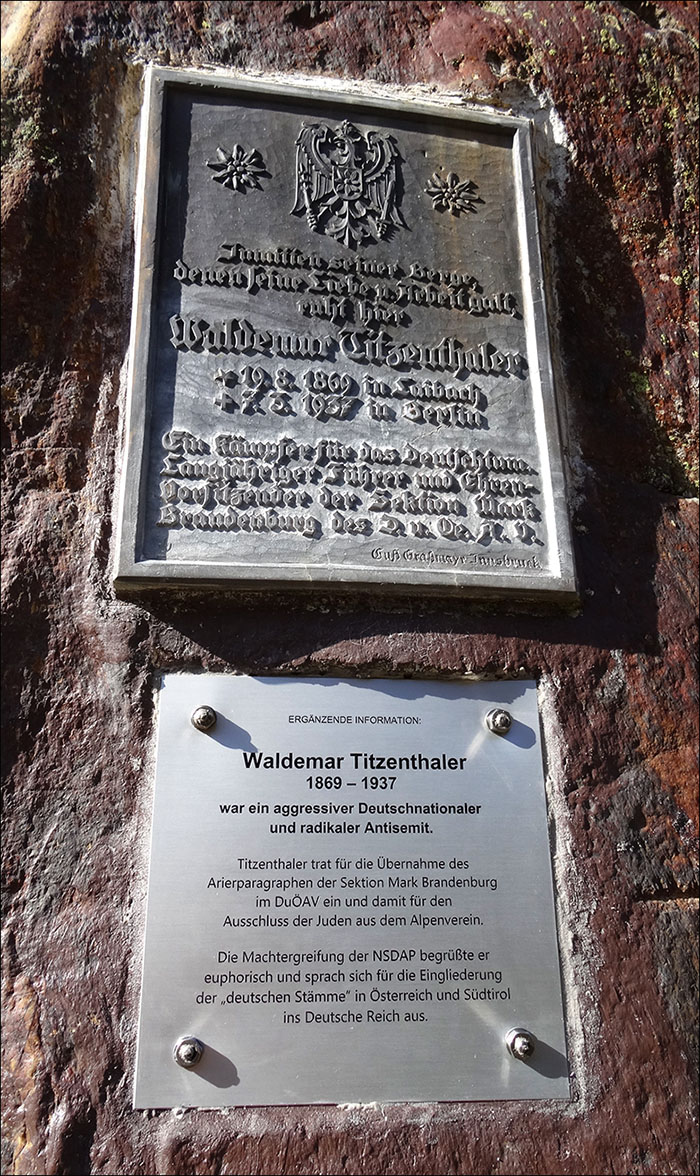 Inmitten seiner Berge,
denen seine Liebe u. Arbeit galt,
ruht hier
Waldemar Titzenthaler
* 19. 8. 1869 in Laibach
+ 7. 3. 1937 in Berlin
Ein Kämpfer für das Deutschtum.
Langjähriger Führer und Ehren-
Vorsitzender der Sektion Mark
Brandenburg des D. u. Oe. A. V.
Guß Graßmayr Innsbruck
ERGÄNZENDE INFORMATION:
Waldemar Titzenthaler
1869 – 1937
war ein aggressiver Deutschnationaler
und radikaler Antisemit.
Titzenthaler trat für die Übernahme des
Arierparagraphen der Sektion Mark Brandenburg
im DuÖAV ein und damit für den
Ausschluss der Juden aus dem Alpenverein.
Die Machtergreifung der NSDAP begrüßte er
euphorisch und sprach sich für die Eingliederung
der „deutschen Stämme" in Österreich und Südtirol
ins Deutsche Reich aus.